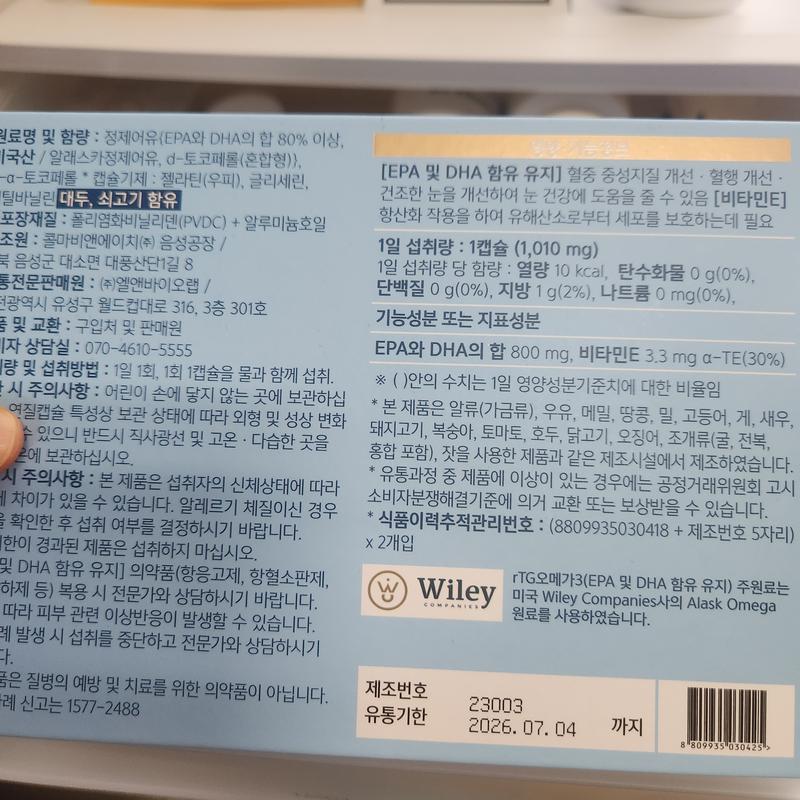 원료명 및 함량 : 정제어유{EPA와 DHA의 합 80% 이상,
미국산 / 알래스카정제어유, d-토코페롤(혼합형)},
-α-토코페롤 * 캡슐기제 : 젤라틴(우피), 글리세린,
틸바닐린 대두, 쇠고기 함유
포장재질 : 폴리염화비닐리덴(PVDC) + 알루미늄호일
조원 : 콜마비앤에이치㈜ 음성공장 /
북 음성군 대소면 대풍산단1길 8
통전문판매원 : ㈜엘앤바이오랩 /
전광역시 유성구 월드컵대로 316, 3층 301호
품 및 교환 : 구입처 및 판매원
비자 상담실 : 070-4610-5555
취량 및 섭취방법 : 1일 1회, 1회 1캡슐을 물과 함께 섭취.
관 시 주의사항 : 어린이 손에 닿지 않는 곳에 보관하십
연질캡슐 특성상 보관 상태에 따라 외형 및 성상 변화
수 있으니 반드시 직사광선 및 고온 · 다습한 곳을
온에 보관하십시오.
시 주의사항 : 본 제품은 섭취자의 신체상태에 따라
게 차이가 있을 수 있습니다. 알레르기 체질이신 경우
을 확인한 후 섭취 여부를 결정하시기 바랍니다.
기한이 경과된 제품은 섭취하지 마십시오.
및 DHA 함유 유지] 의약품(항응고제, 항혈소판제,
하제 등) 복용 시 전문가와 상담하시기 바랍니다.
따라 피부 관련 이상반응이 발생할 수 있습니다.
례 발생 시 섭취를 중단하고 전문가와 상담하시기
다.
품은 질병의 예방 및 치료를 위한 의약품이 아닙니다.
사례 신고는 1577-2488
[EPA 및 DHA 함유 유지] 혈중 중성지질 개선 · 혈행 개선 ·
건조한 눈을 개선하여 눈 건강에 도움을 줄 수 있음 [비타민E]
항산화 작용을 하여 유해산소로부터 세포를 보호하는데 필요
1일 섭취량 : 1캡슐 (1,010 mg)
1일 섭취량 당 함량 : 열량 10 kcal, 탄수화물 0 g(0%),
단백질 0 g(0%), 지방 1 g(2%), 나트륨 0 mg(0%),
기능성분 또는 지표성분
EPA와 DHA의 합 800 mg, 비타민E 3.3 mg α-TE(30%)
※ ( )안의 수치는 1일 영양성분기준치에 대한 비율임
* 본 제품은 알류(가금류), 우유, 메밀, 땅콩, 밀, 고등어, 게, 새우,
돼지고기, 복숭아, 토마토, 호두, 닭고기, 오징어, 조개류(굴, 전복,
홍합 포함), 잣을 사용한 제품과 같은 제조시설에서 제조하였습니다.
* 유통과정 중 제품에 이상이 있는 경우에는 공정거래위원회 고시
소비자분쟁해결기준에 의거 교환 또는 보상받을 수 있습니다.
* 식품이력추적관리번호 : (8809935030418 + 제조번호 5자리)
x 2개입
Wiley
COMPANIES
rTG오메가3(EPA 및 DHA 함유 유지) 주원료는
미국 Wiley Companies사의 Alask Omega
원료를 사용하였습니다.
제조번호 23003
유통기한 2026. 07. 04 까지
8 809935 030425